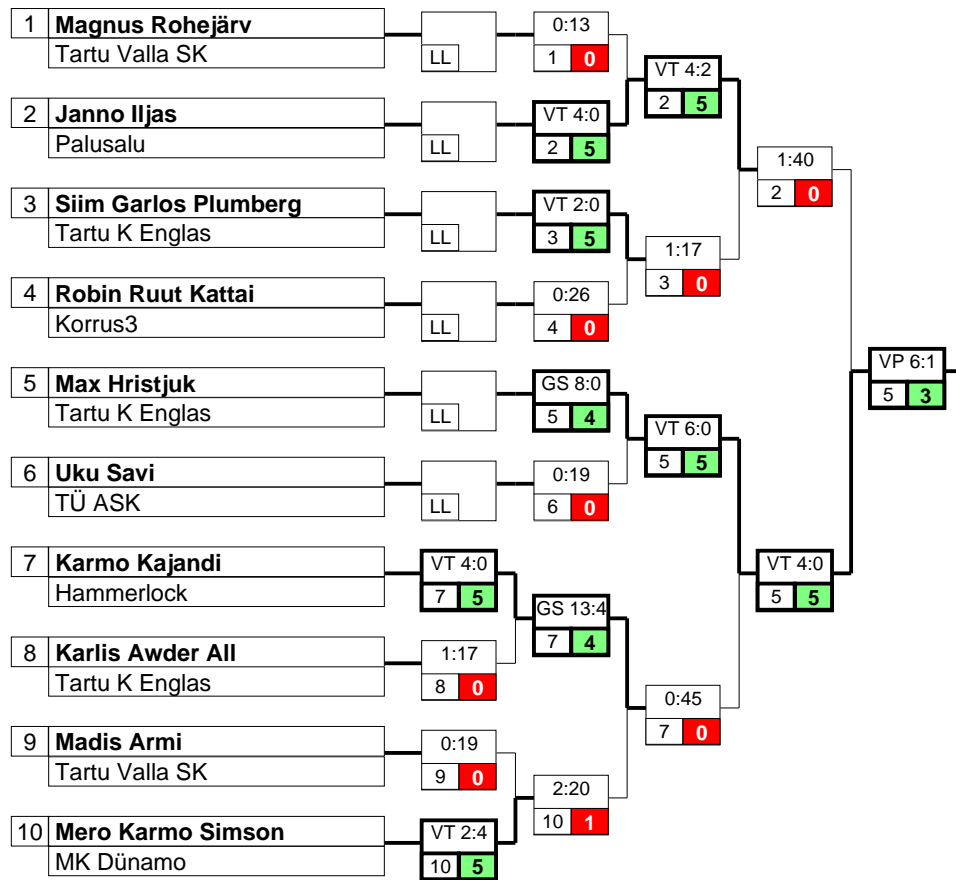 1 Magnus Rohejärv
Tartu Valla SK
LL
0:13
1 0
VT 4:2
2 5
2 Janno Iljas
Palusalu
LL
VT 4:0
2 5
1:40
2 0
3 Siim Garlos Plumberg
Tartu K Englas
LL
VT 2:0
3 5
1:17
3 0
4 Robin Ruut Kattai
Korrus3
LL
0:26
4 0
VP 6:1
5 3
5 Max Hristjuk
Tartu K Englas
LL
GS 8:0
5 4
VT 6:0
5 5
6 Uku Savi
TÜ ASK
LL
0:19
6 0
7 Karmo Kajandi
Hammerlock
VT 4:0
7 5
VT 4:0
5 5
GS 13:4
7 4
8 Karlis Awder All
Tartu K Englas
1:17
8 0
0:45
7 0
9 Madis Armi
Tartu Valla SK
0:19
9 0
2:20
10 1
10 Mero Karmo Simson
MK Dünamo
VT 2:4
10 5